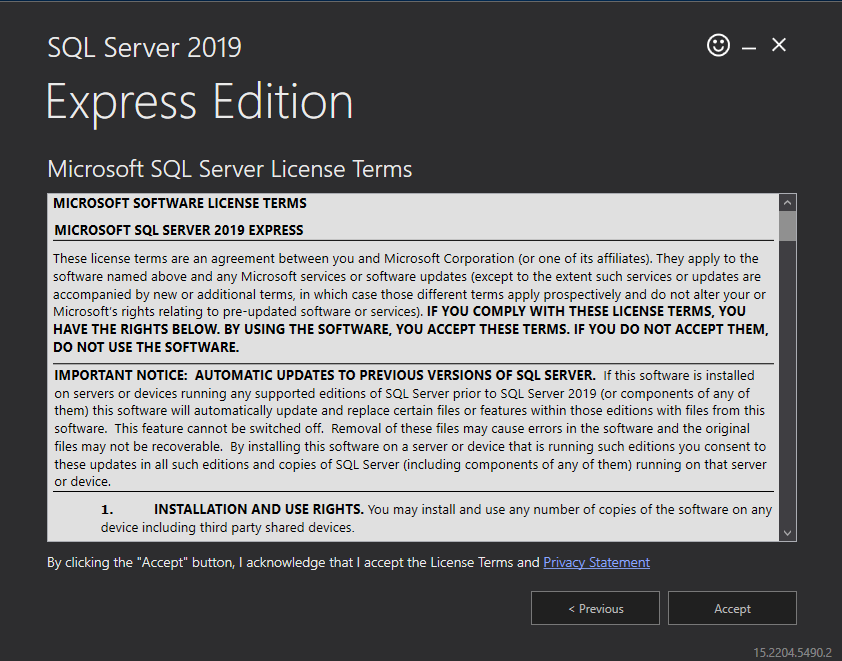 SQL Server 2019
Express Edition
Microsoft SQL Server License Terms
MICROSOFT SOFTWARE LICENSE TERMS
MICROSOFT SQL SERVER 2019 EXPRESS
These license terms are an agreement between you and Microsoft Corporation (or one of its affiliates). They apply to the
software named above and any Microsoft services or software updates (except to the extent such services or updates are
accompanied by new or additional terms, in which case those different terms apply prospectively and do not alter your or
Microsoft's rights relating to pre-updated software or services). IF YOU COMPLY WITH THESE LICENSE TERMS, YOU
HAVE THE RIGHTS BELOW. BY USING THE SOFTWARE, YOU ACCEPT THESE TERMS. IF YOU DO NOT ACCEPT THEM,
DO NOT USE THE SOFTWARE.
IMPORTANT NOTICE:  AUTOMATIC UPDATES TO PREVIOUS VERSIONS OF SQL SERVER.  If this software is installed
on servers or devices running any supported editions of SQL Server prior to SQL Server 2019 (or components of any of
them) this software will automatically update and replace certain files or features within those editions with files from this
software.  This feature cannot be switched off.  Removal of these files may cause errors in the software and the original
files may not be recoverable.  By installing this software on a server or device that is running such editions you consent to
these updates in all such editions and copies of SQL Server (including components of any of them) running on that server
or device.
1. INSTALLATION AND USE RIGHTS. You may install and use any number of copies of the software on any
device including third party shared devices.
By clicking the "Accept" button, I acknowledge that I accept the License Terms and Privacy Statement
< Previous Accept
15.2204.5490.2